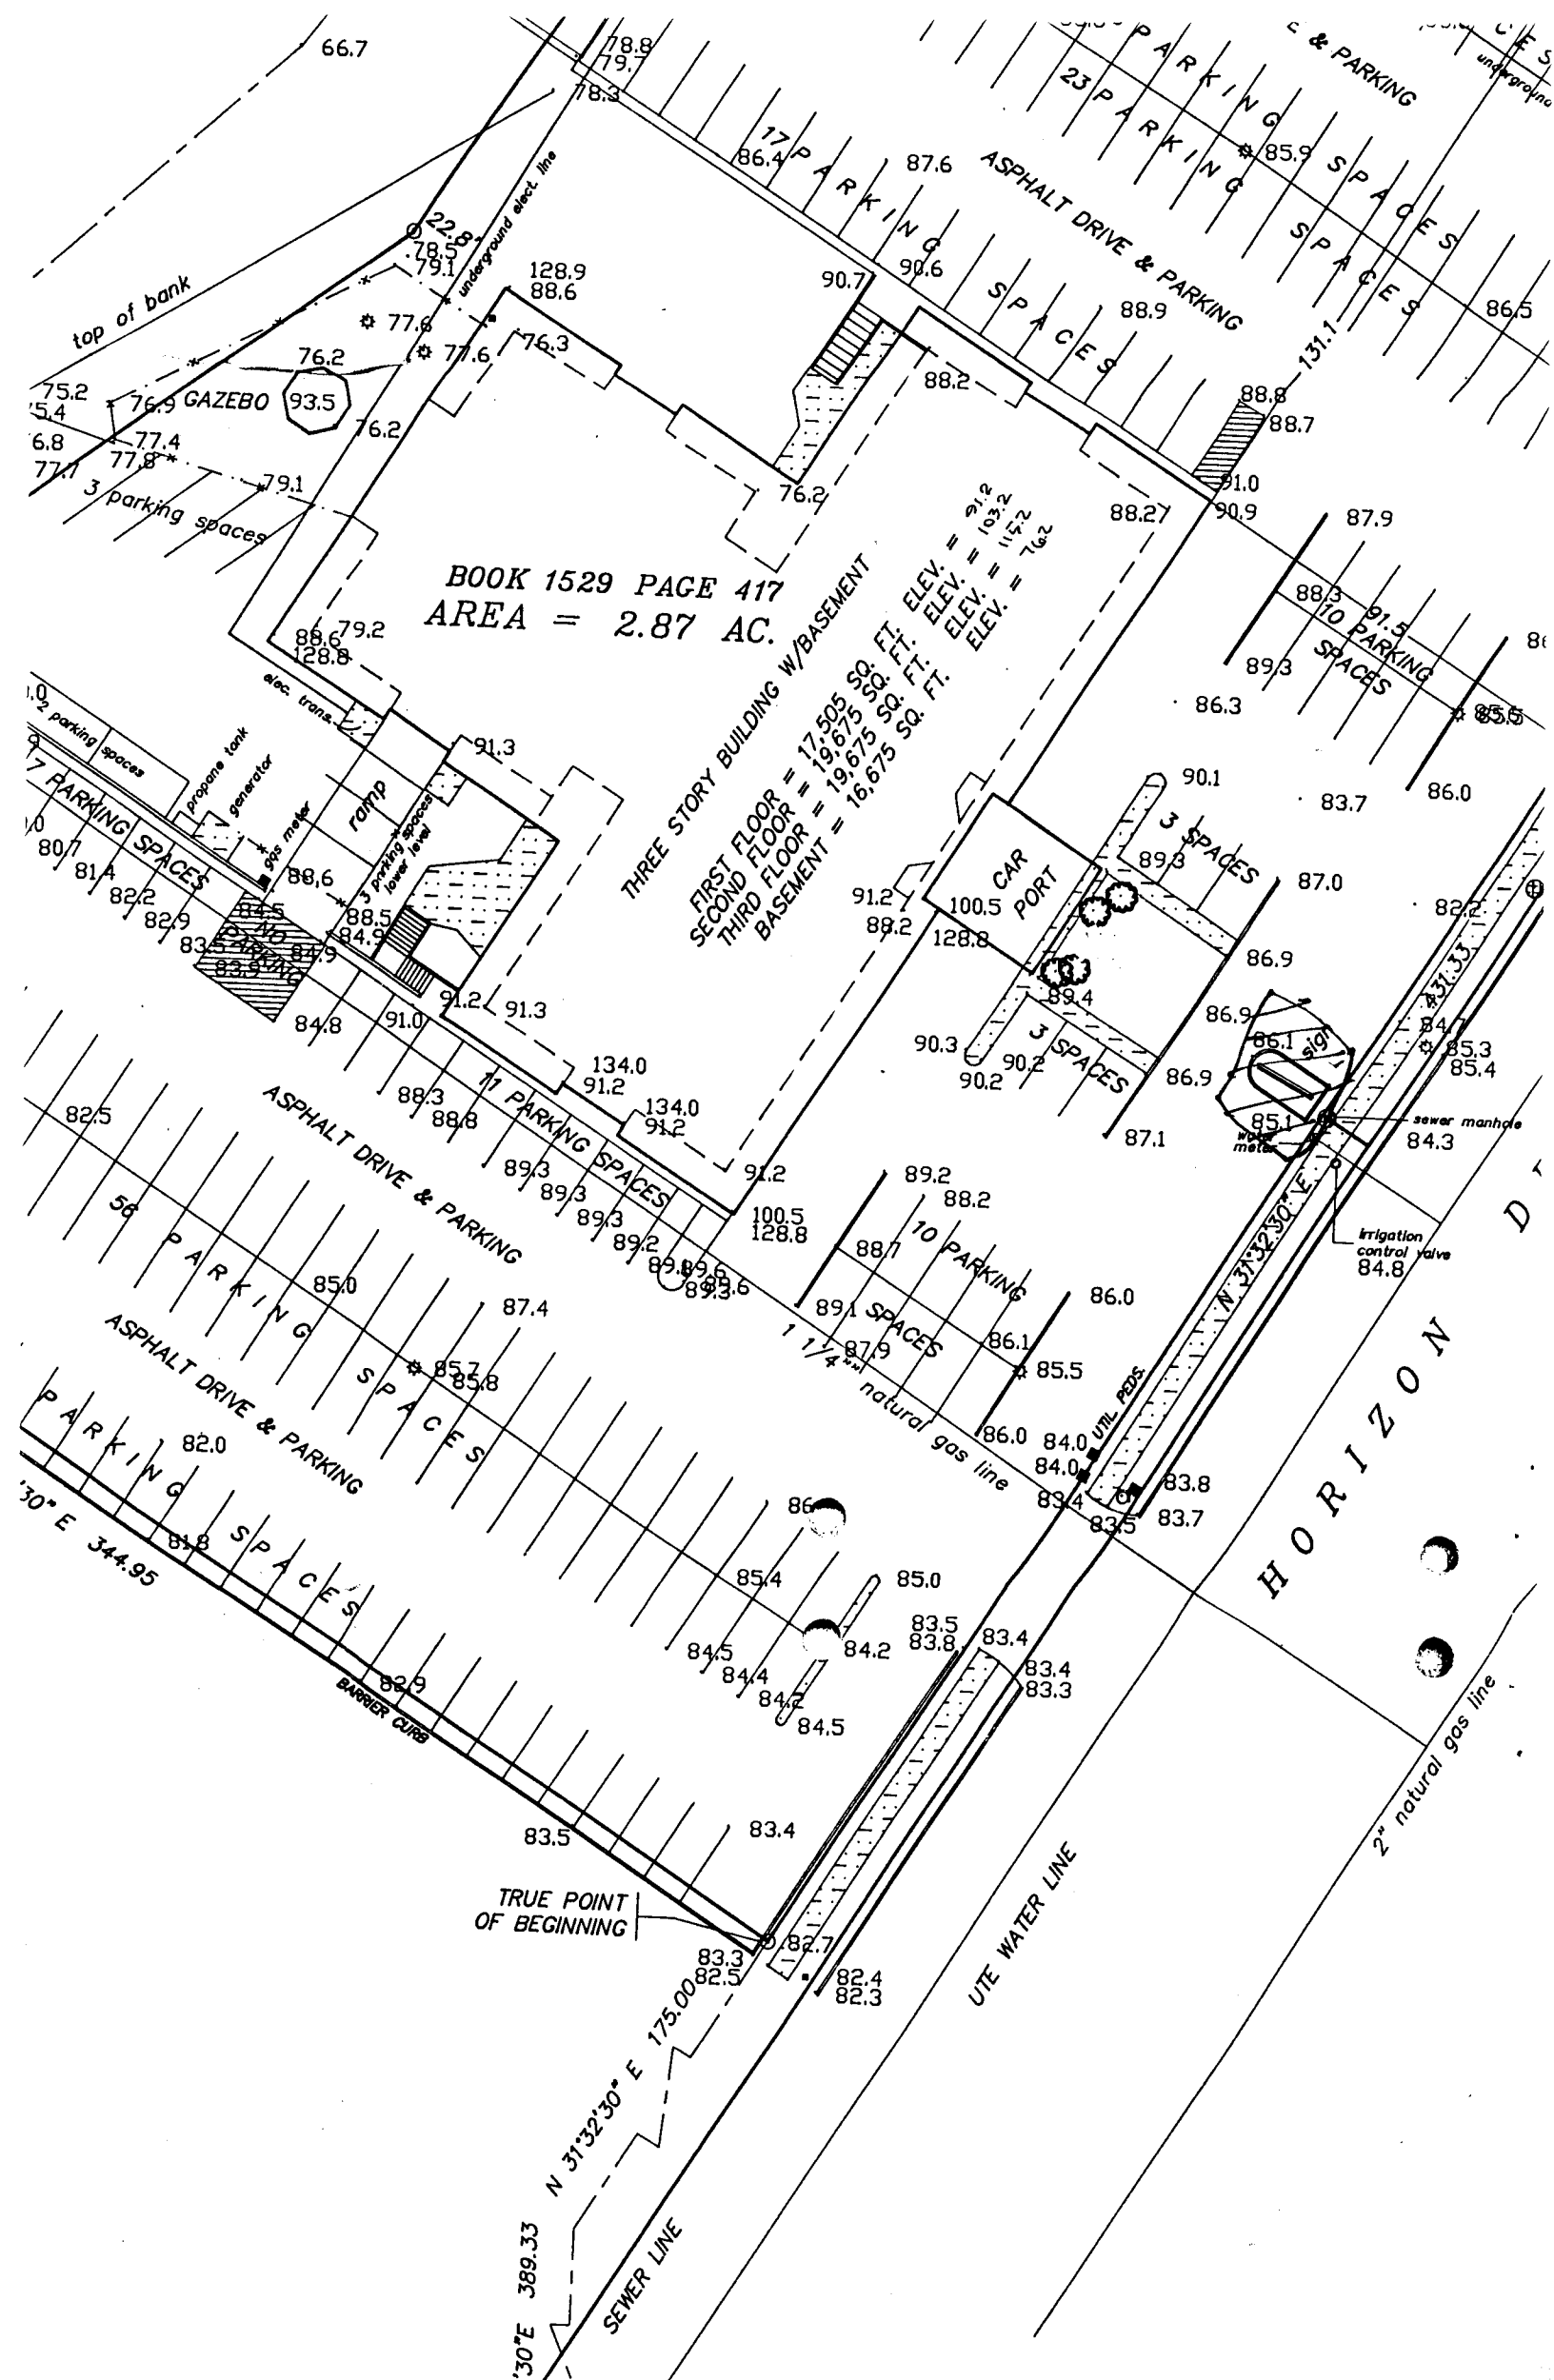 66.7
78.8
79.7
78.3
17 PARKING SPACES
86.4
87.6
90.6
88.9
ASPHALT DRIVE & PARKING
PARKING SPACES
23 PARKING SPACES
85.9
& PARKING
underground
86.5
131.1
88.8
88.7
91.0
90.9
88.2
88.2
90.7
22.8'
78.5
79.1
underground elect. line
top of bank
128.9
88.6
76.3
77.6
77.6
76.2
GAZEBO
93.5
76.2
75.2
76.9
77.4
77.8
77.7
79.1
3 parking spaces
76.2
BOOK 1529 PAGE 417
AREA = 2.87 AC.
THREE STORY BUILDING W/BASEMENT
FIRST FLOOR = 17,505 SQ. FT. ELEV. = 91.2
SECOND FLOOR = 19,675 SQ. FT. ELEV. = 103.2
THIRD FLOOR = 19,675 SQ. FT. ELEV. = 115.2
BASEMENT = 16,675 SQ. FT. ELEV. = 76.2
88.6
79.2
128.8
elec. trans.
2 parking spaces
propane tank
generator
gas meter
ramp
3 parking spaces
lower level
91.3
7 PARKING SPACES
80.7
81.4
82.2
82.9
83.5
88.6
84.5
NO
PARKING
84.9
83.9
88.5
84.9
84.8
91.0
91.2
91.3
87.9
88.3
91.5
10 PARKING
SPACES
89.3
86.3
85.5
86.0
83.7
90.1
3 SPACES
89.3
87.0
CAR
PORT
100.5
128.8
91.2
88.2
82.2
86.9
431.33
89.4
3 SPACES
90.3
90.2
90.2
86.9
86.1
sign
84.7
85.3
85.4
86.9
85.1
water
meter
sewer manhole
84.3
87.1
134.0
91.2
134.0
91.2
11 PARKING SPACES
88.3
88.8
89.3
89.3
89.3
89.2
89.6
89.3
91.2
100.5
128.8
82.5
ASPHALT DRIVE & PARKING
56 PARKING SPACES
85.0
87.4
85.7
85.8
89.2
88.2
10 PARKING
SPACES
88.7
89.1
87.9
86.0
86.1
85.5
86.0
1 1/4"" natural gas line
N 31°32'30" E
irrigation
control valve
84.8
UTIL. PEDS.
84.0
84.0
83.4
83.5
83.8
83.7
HORIZON
ASPHALT DRIVE & PARKING
PARKING SPACES
82.0
'30" E 344.95
81.8
82.9
BARRIER CURB
85.4
85.0
84.2
84.5
84.4
84.2
84.5
83.5
83.8
83.4
83.4
83.3
83.5
83.4
TRUE POINT
OF BEGINNING
83.3
82.5
82.7
82.4
82.3
2" natural gas line
UTE WATER LINE
N 31°32'30" E 175.00
'30"E 389.33
SEWER LINE